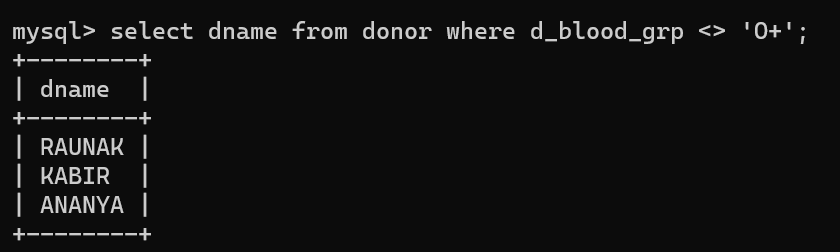 mysql> select dname from donor where d_blood_grp <> 'O+';
+--------+
| dname  |
+--------+
| RAUNAK |
| KABIR  |
| ANANYA |
+--------+